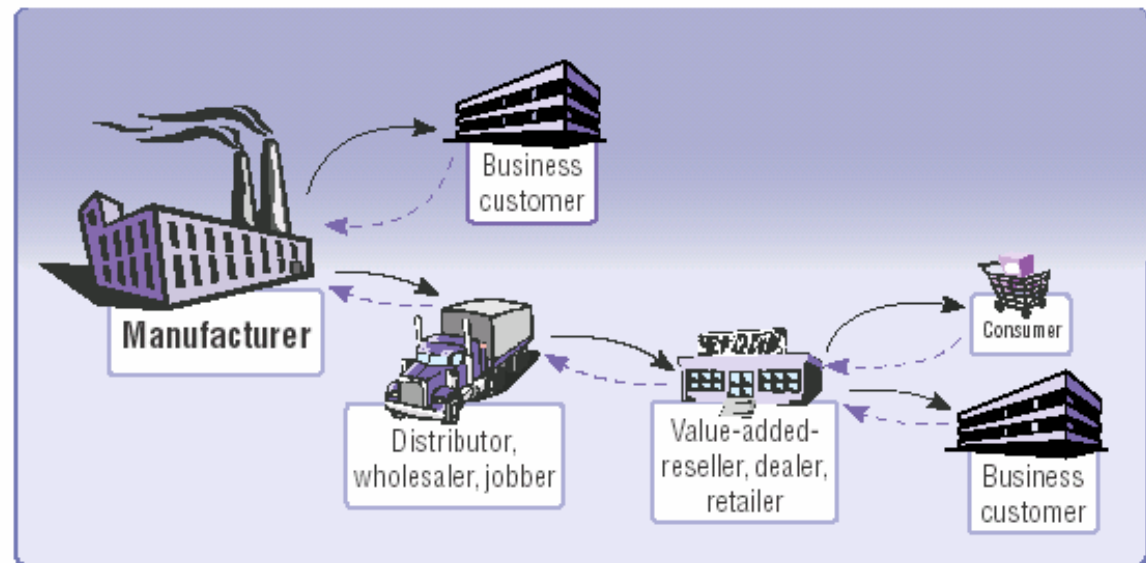 Business
customer
Manufacturer
Consumer
Distributor,
wholesaler, jobber
Value-added-
reseller, dealer,
retailer
Business
customer